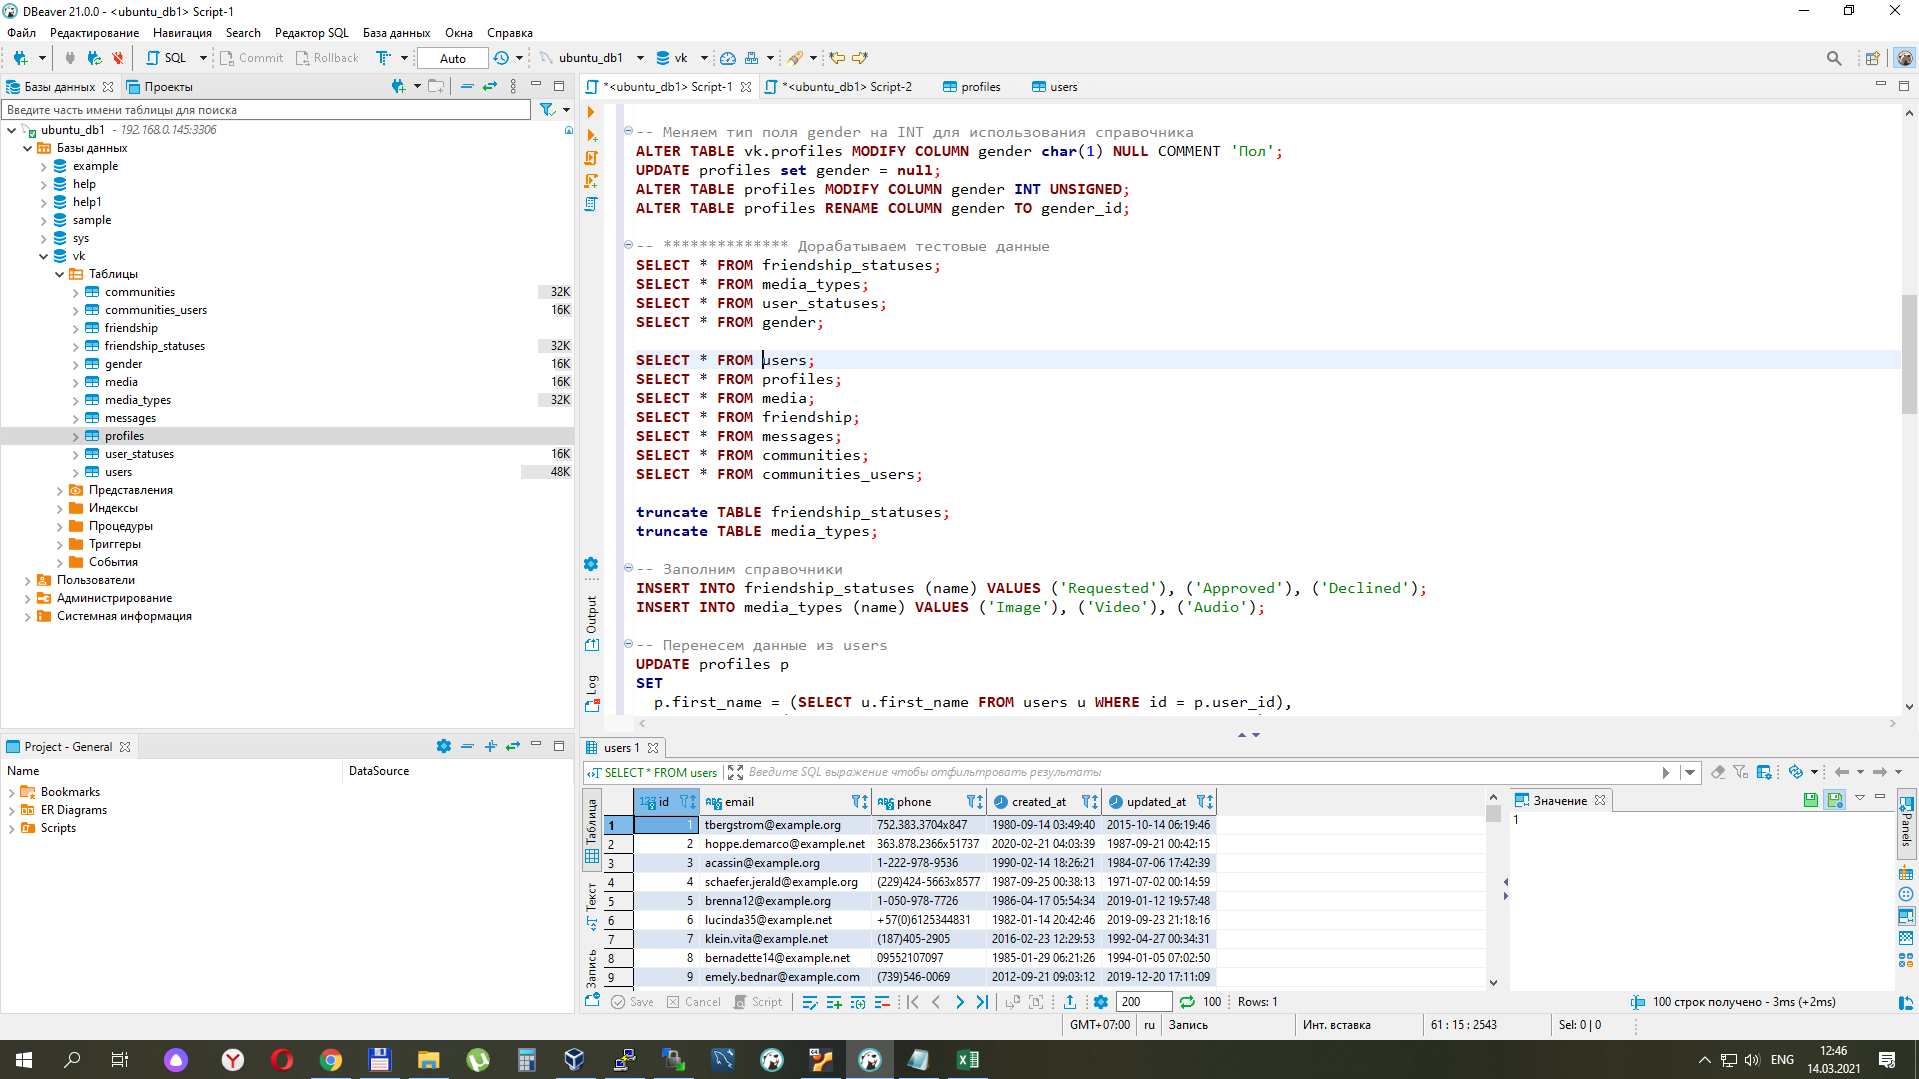 DBeaver 21.0.0 - <ubuntu_db1> Script-1
Файл Редактирование Навигация Search Редактор SQL База данных Окна Справка
SQL Commit Rollback Auto ubuntu_db1 vk
Базы данных Проекты
Введите часть имени таблицы для поиска
ubuntu_db1 - 192.168.0.145:3306
Базы данных
example
help
help1
sample
sys
vk
Таблицы
communities 32K
communities_users 16K
friendship
friendship_statuses 32K
gender 16K
media 16K
media_types 32K
messages
profiles
user_statuses 16K
users 48K
Представления
Индексы
Процедуры
Триггеры
События
Пользователи
Администрирование
Системная информация
Project - General
Name DataSource
Bookmarks
ER Diagrams
Scripts
*<ubuntu_db1> Script-1 *<ubuntu_db1> Script-2 profiles users
-- Меняем тип поля gender на INT для использования справочника
ALTER TABLE vk.profiles MODIFY COLUMN gender char(1) NULL COMMENT 'Пол';
UPDATE profiles set gender = null;
ALTER TABLE profiles MODIFY COLUMN gender INT UNSIGNED;
ALTER TABLE profiles RENAME COLUMN gender TO gender_id;
-- ************** Дорабатываем тестовые данные
SELECT * FROM friendship_statuses;
SELECT * FROM media_types;
SELECT * FROM user_statuses;
SELECT * FROM gender;
SELECT * FROM users;
SELECT * FROM profiles;
SELECT * FROM media;
SELECT * FROM friendship;
SELECT * FROM messages;
SELECT * FROM communities;
SELECT * FROM communities_users;
truncate TABLE friendship_statuses;
truncate TABLE media_types;
-- Заполним справочники
INSERT INTO friendship_statuses (name) VALUES ('Requested'), ('Approved'), ('Declined');
INSERT INTO media_types (name) VALUES ('Image'), ('Video'), ('Audio');
-- Перенесем данные из users
UPDATE profiles p
SET
p.first_name = (SELECT u.first_name FROM users u WHERE id = p.user_id),
Output
Log
users 1
SELECT * FROM users Введите SQL выражение чтобы отфильтровать результаты
Таблица
Текст
Запись
123 id ABC email ABC phone created_at updated_at
1 1 tbergstrom@example.org 752.383.3704x847 1980-09-14 03:49:40 2015-10-14 06:19:46
2 2 hoppe.demarco@example.net 363.878.2366x51737 2020-02-21 04:03:39 1987-09-21 00:42:15
3 3 acassin@example.org 1-222-978-9536 1990-02-14 18:26:21 1984-07-06 17:42:39
4 4 schaefer.jerald@example.org (229)424-5663x8577 1987-09-25 00:38:13 1971-07-02 00:14:59
5 5 brenna12@example.org 1-050-978-7726 1986-04-17 05:54:34 2019-01-12 19:57:48
6 6 lucinda35@example.net +57(0)6125344831 1982-01-14 20:42:46 2019-09-23 21:18:16
7 7 klein.vita@example.net (187)405-2905 2016-02-23 12:29:53 1992-04-27 00:34:31
8 8 bernadette14@example.net 09552107097 1985-01-29 06:21:26 1994-01-05 07:02:50
9 9 emely.bednar@example.com (739)546-0069 2012-09-21 09:03:12 2019-12-20 17:11:09
Значение
1
Panels
Save Cancel Script 200 100 Rows: 1 100 строк получено - 3ms (+2ms)
GMT+07:00 ru Запись Инт. вставка 61 : 15 : 2543 Sel: 0 | 0
ENG 12:46
14.03.2021